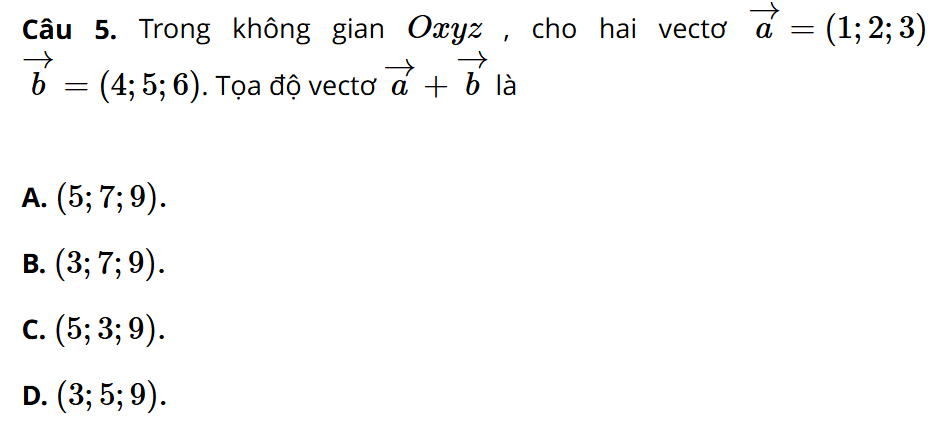 Câu 5. Trong không gian Oxyz , cho hai vectơ $\overrightarrow{a} = (1; 2; 3)$
$\overrightarrow{b} = (4; 5; 6)$. Tọa độ vectơ $\overrightarrow{a} + \overrightarrow{b}$ là
A. (5; 7; 9).
B. (3; 7; 9).
C. (5; 3; 9).
D. (3; 5; 9).